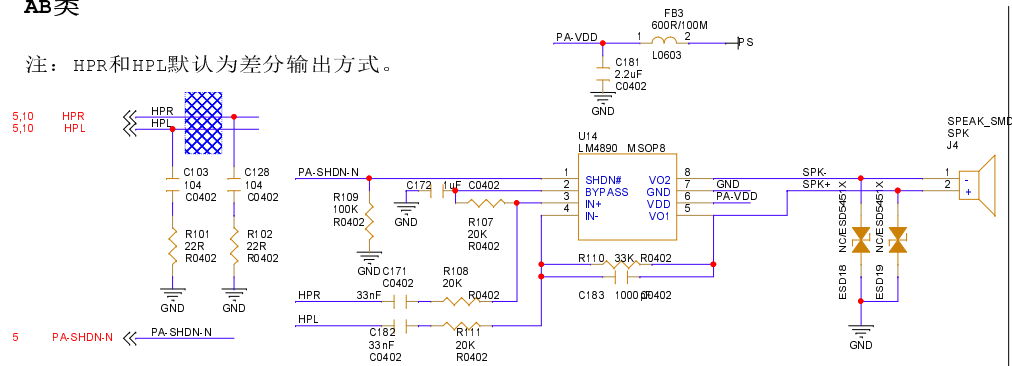 AB类
注: HPR和HPL默认为差分输出方式。
FB3
600R/100M
PA-VDD
1
2
PS
L0603
C181
2.2uF
C0402
GND
5,10 HPR
HPR
5,10 HPL
HPL
C103
104
C0402
C128
104
C0402
R101
22R
R0402
R102
22R
R0402
GND
GND
5 PA-SHDN-N
PA-SHDN-N
U14
LM4890 MSOP8
PA-SHDN-N
1 SHDN# VO2 8
2 BYPASS GND 7
3 IN+ VDD 6
4 IN- VO1 5
C172 1uF C0402
GND
R109
100K
R0402
GND
R107
20K
R0402
GND
PA-VDD
SPK-
SPK+
R110 33K R0402
C183 1000pF C0402
C171
C0402
33nF
R108
20K
R0402
HPR
HPL
C182
33nF
C0402
R111
20K
R0402
SPEAK_SMD
SPK
J4
1 -
2 +
ESD18 NC/ESD5451X
ESD19 NC/ESD5451X
GND